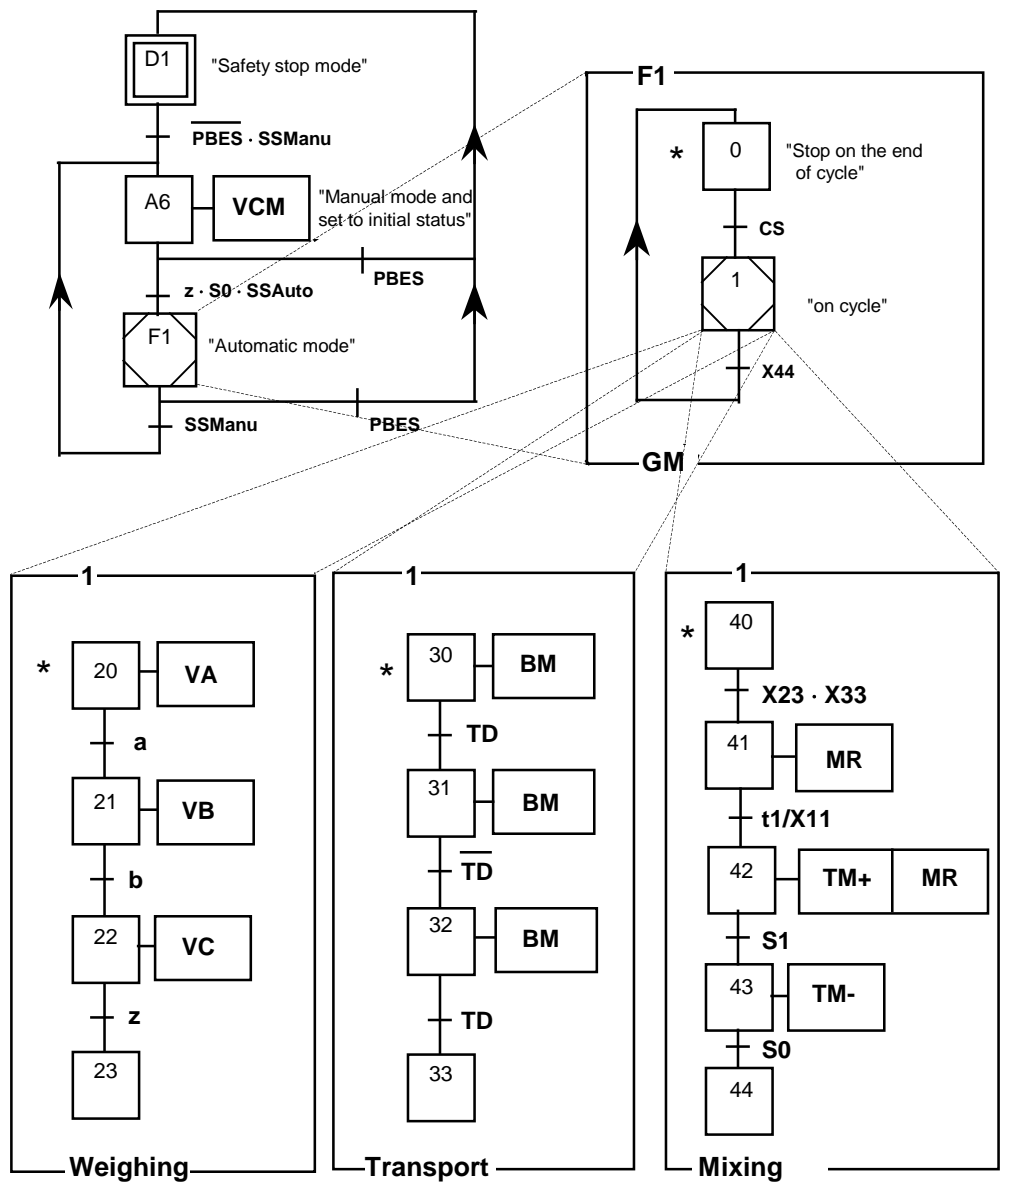 D1
"Safety stop mode"
PBES · SSManu
A6
VCM
"Manual mode and
set to initial status"
PBES
z · S0 · SSAuto
F1
"Automatic mode"
SSManu
PBES
F1
*
0
"Stop on the end
of cycle"
CS
1
"on cycle"
X44
GM
1
*
20
VA
a
21
VB
b
22
VC
z
23
Weighing
1
*
30
BM
TD
31
BM
T̅D̅
32
BM
TD
33
Transport
1
*
40
X23 · X33
41
MR
t1/X11
42
TM+
MR
S1
43
TM-
S0
44
Mixing